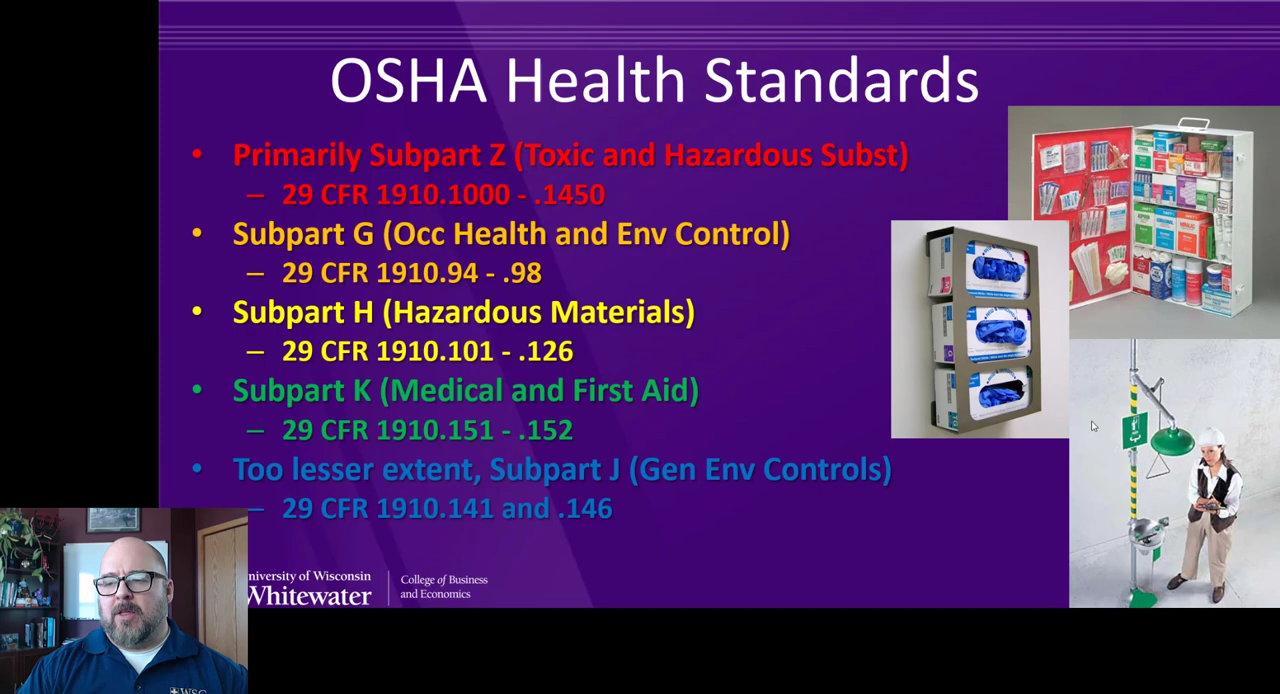 OSHA Health Standards
• Primarily Subpart Z (Toxic and Hazardous Subst)
– 29 CFR 1910.1000 - .1450
• Subpart G (Occ Health and Env Control)
– 29 CFR 1910.94 - .98
• Subpart H (Hazardous Materials)
– 29 CFR 1910.101 - .126
• Subpart K (Medical and First Aid)
– 29 CFR 1910.151 - .152
• Too lesser extent, Subpart J (Gen Env Controls)
– 29 CFR 1910.141 and .146
niversity of Wisconsin
Whitewater
College of Business
and Economics